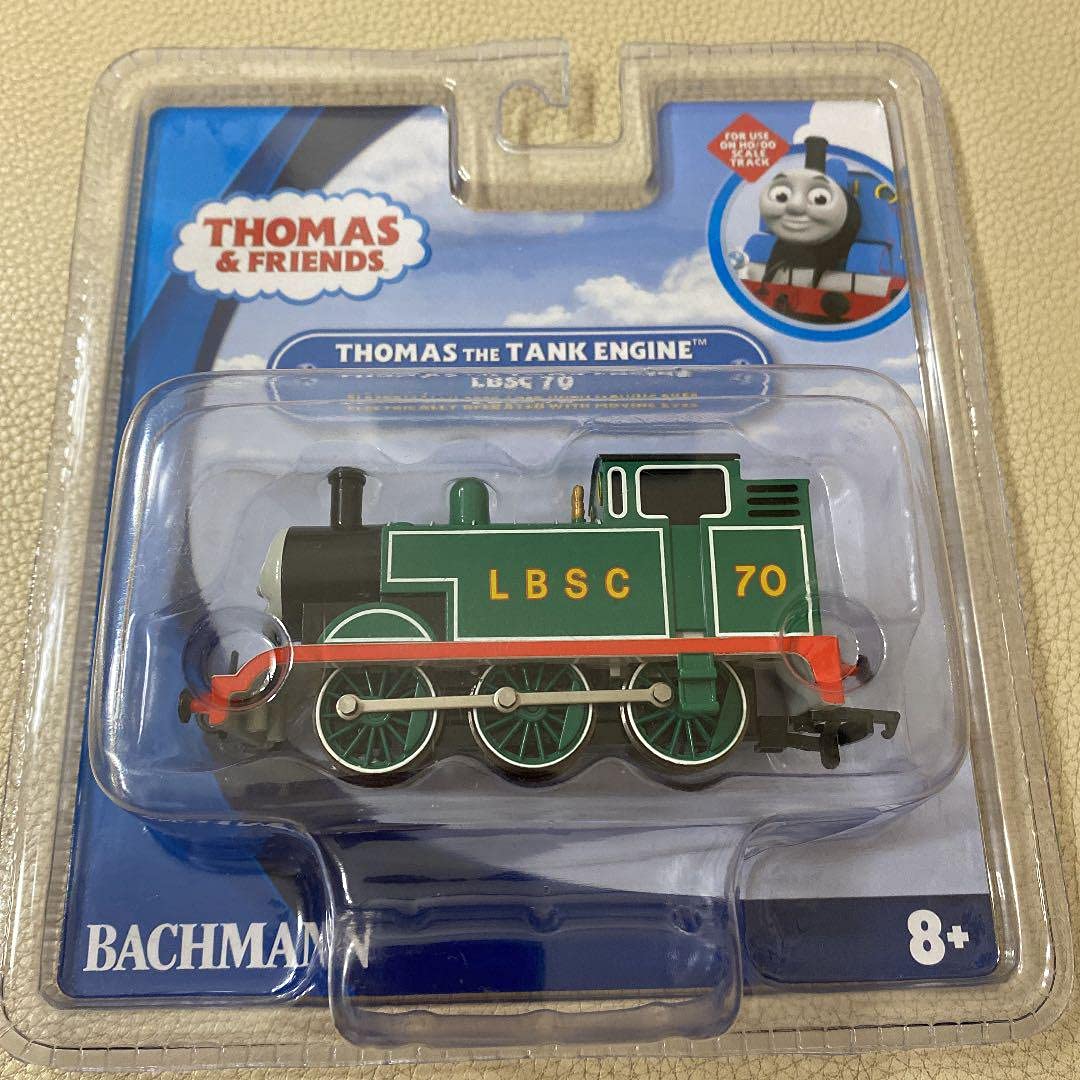 FOR USE
ON HO/OO
SCALE
TRACK
THOMAS
& FRIENDS
THOMAS THE TANK ENGINE™
LBSC 70
LBSC
70
BACHMANN
8+